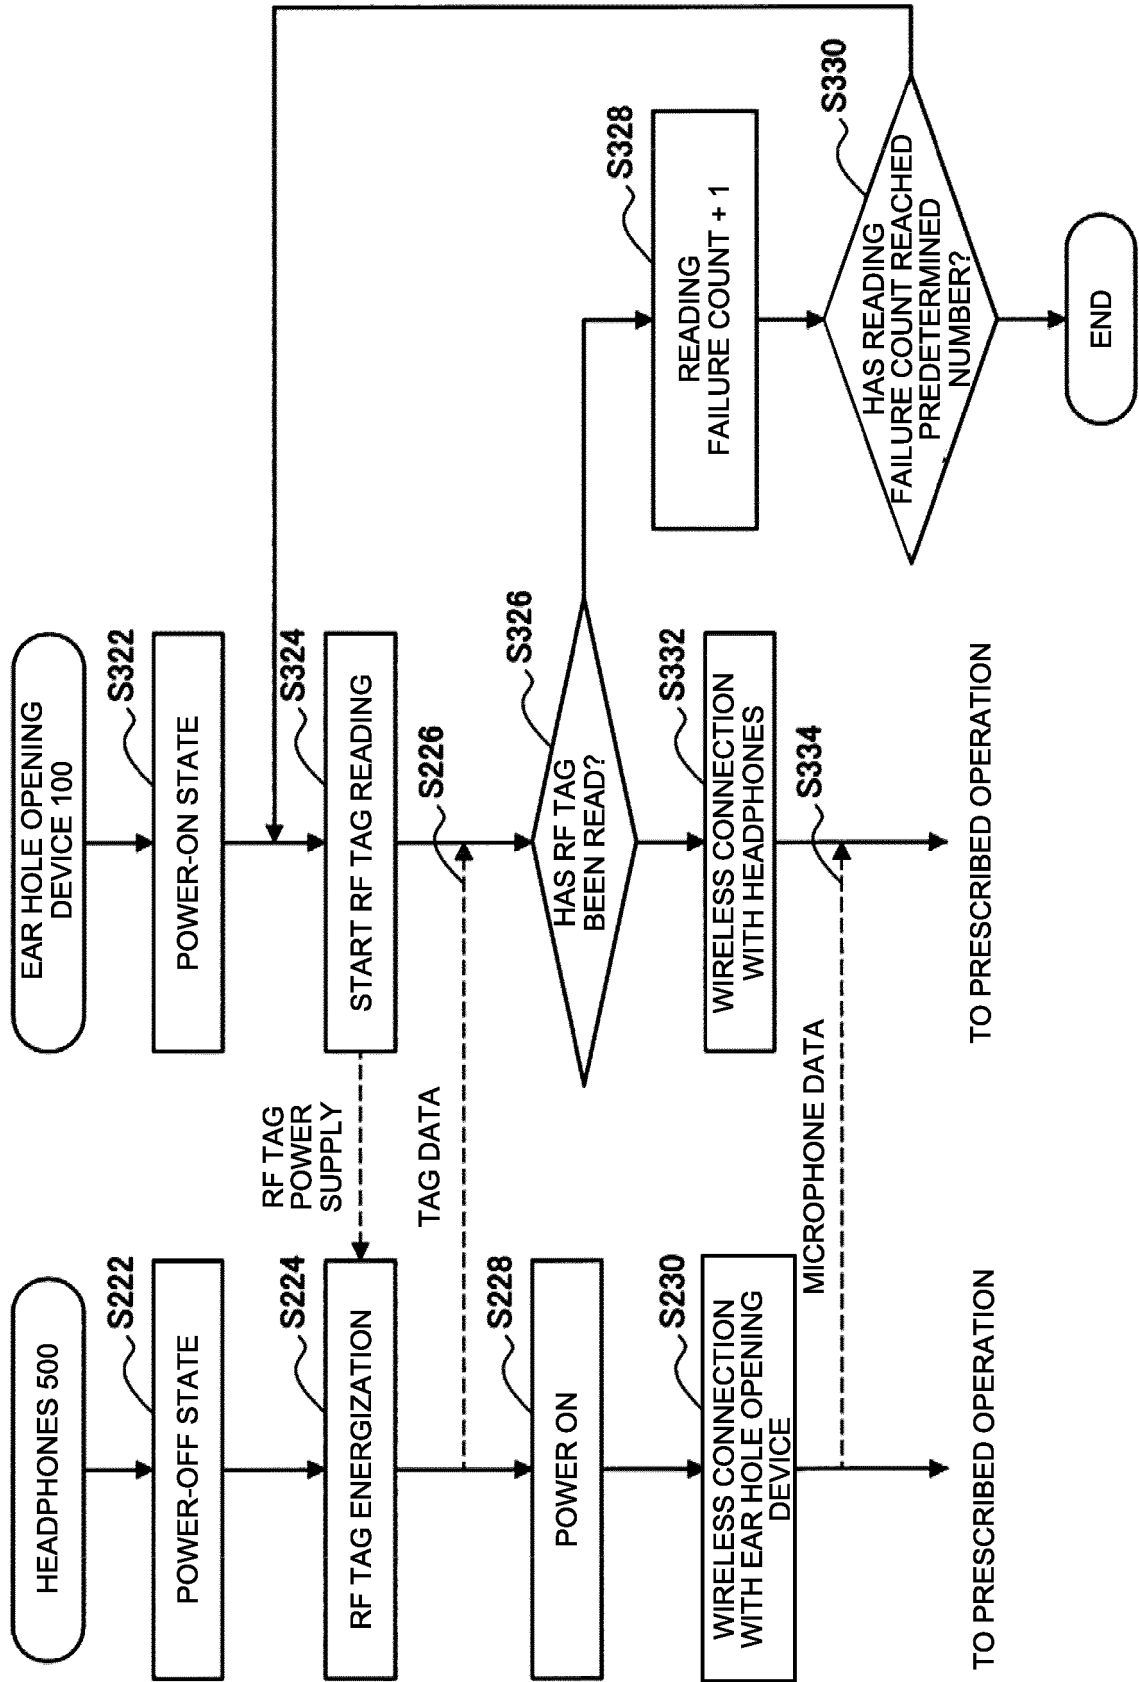 HEADPHONES 500
S222
POWER-OFF STATE
S224
RF TAG ENERGIZATION
S228
POWER ON
S230
WIRELESS CONNECTION
WITH EAR HOLE OPENING
DEVICE
TO PRESCRIBED OPERATION
RF TAG
POWER
SUPPLY
TAG DATA
MICROPHONE DATA
EAR HOLE OPENING
DEVICE 100
S322
POWER-ON STATE
S324
START RF TAG READING
S226
S326
HAS RF TAG
BEEN READ?
S332
WIRELESS CONNECTION
WITH HEADPHONES
S334
TO PRESCRIBED OPERATION
S328
READING
FAILURE COUNT + 1
S330
HAS READING
FAILURE COUNT REACHED
PREDETERMINED
NUMBER?
END